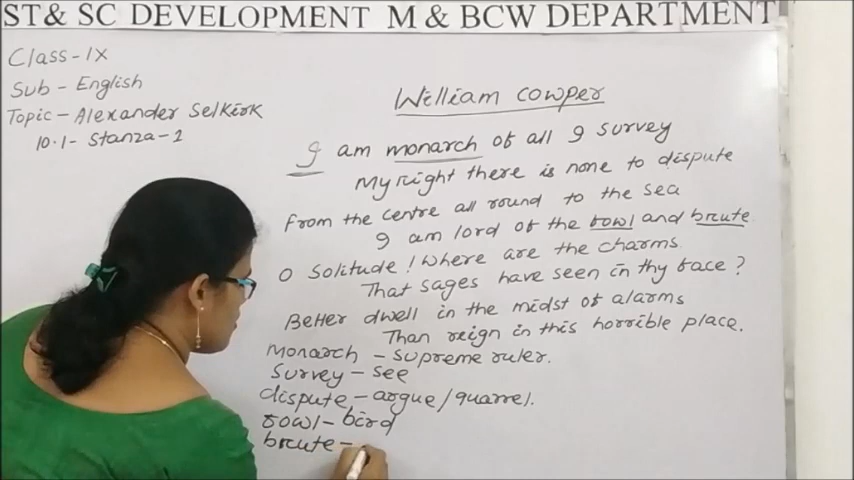 ST& SC DEVELOPMENT M & BCW DEPARTMENT
Class-IX
Sub - English
Topic - Alexander Selkirk
10.1- Stanza-1
William Cowper
I am monarch of all I survey
My right there is none to dispute
From the centre all round to the sea
I am lord of the fowl and brute
O Solitude! Where are the charms
That sages have seen in thy face?
Better dwell in the midst of alarms
Than reign in this horrible place.
Monarch - Supreme ruler.
Survey - see
dispute - argue/quarrel.
fowl - bird
brute -